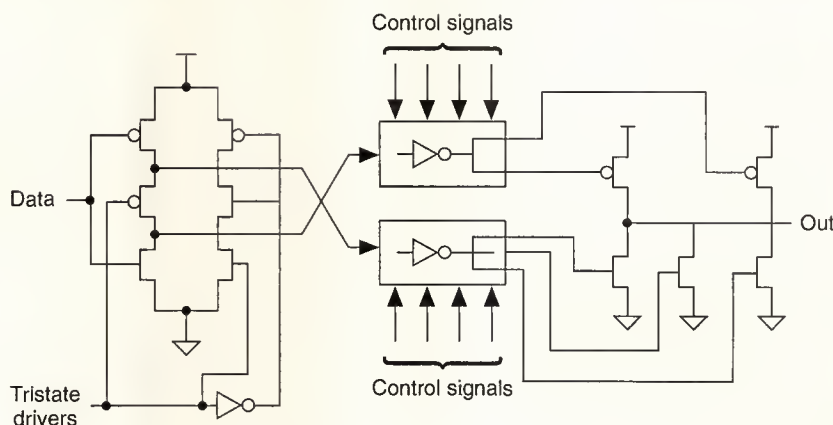 Control signals
Data
Out
Control signals
Tristate
drivers